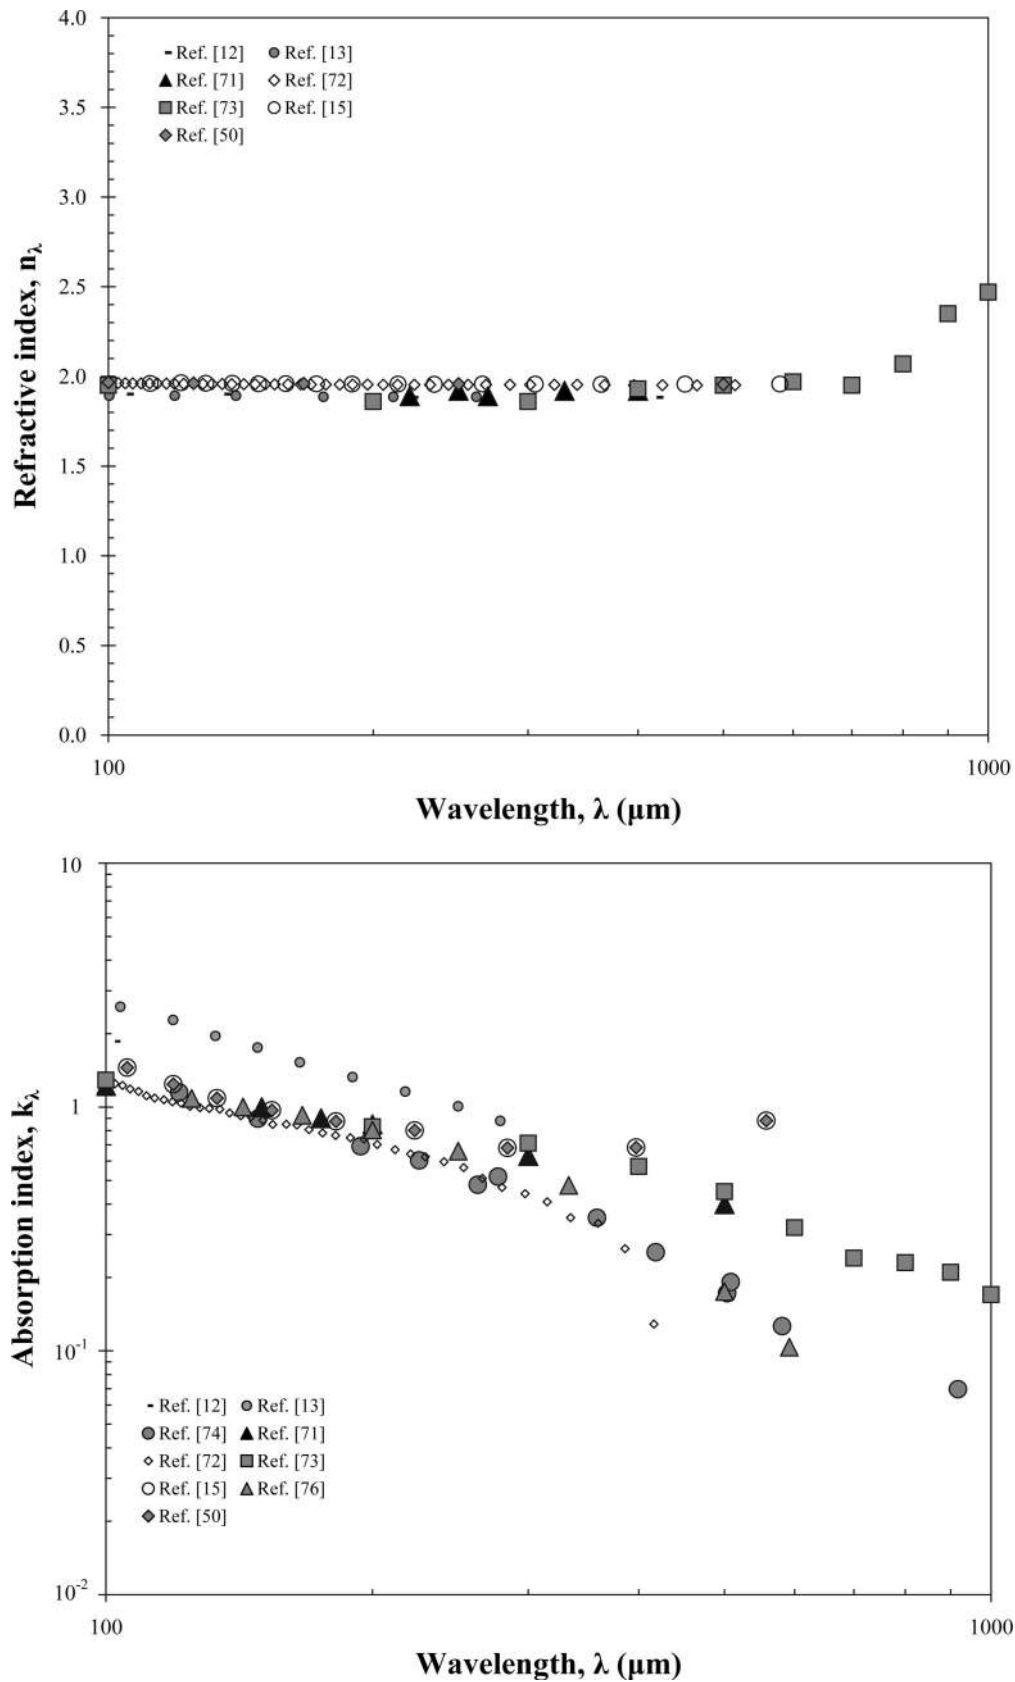 4.0
3.5
3.0
2.5
2.0
1.5
1.0
0.5
0.0
Refractive index, nλ
Ref. [12] Ref. [13]
Ref. [71] Ref. [72]
Ref. [73] Ref. [15]
Ref. [50]
100 1000
Wavelength, λ (μm)
10
1
10-1
10-2
Absorption index, kλ
Ref. [12] Ref. [13]
Ref. [74] Ref. [71]
Ref. [72] Ref. [73]
Ref. [15] Ref. [76]
Ref. [50]
100 1000
Wavelength, λ (μm)